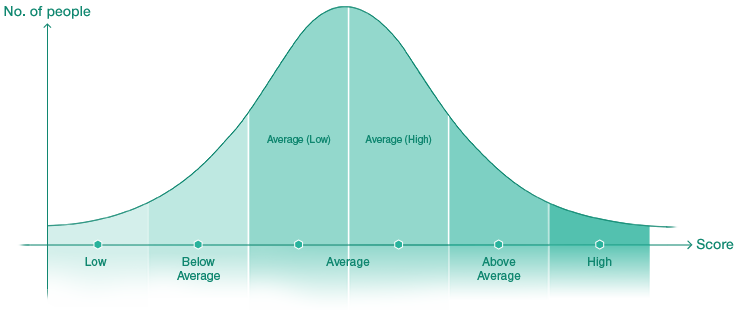 No. of people
Average (Low)
Average (High)
Score
Low
Below
Average
Average
Above
Average
High